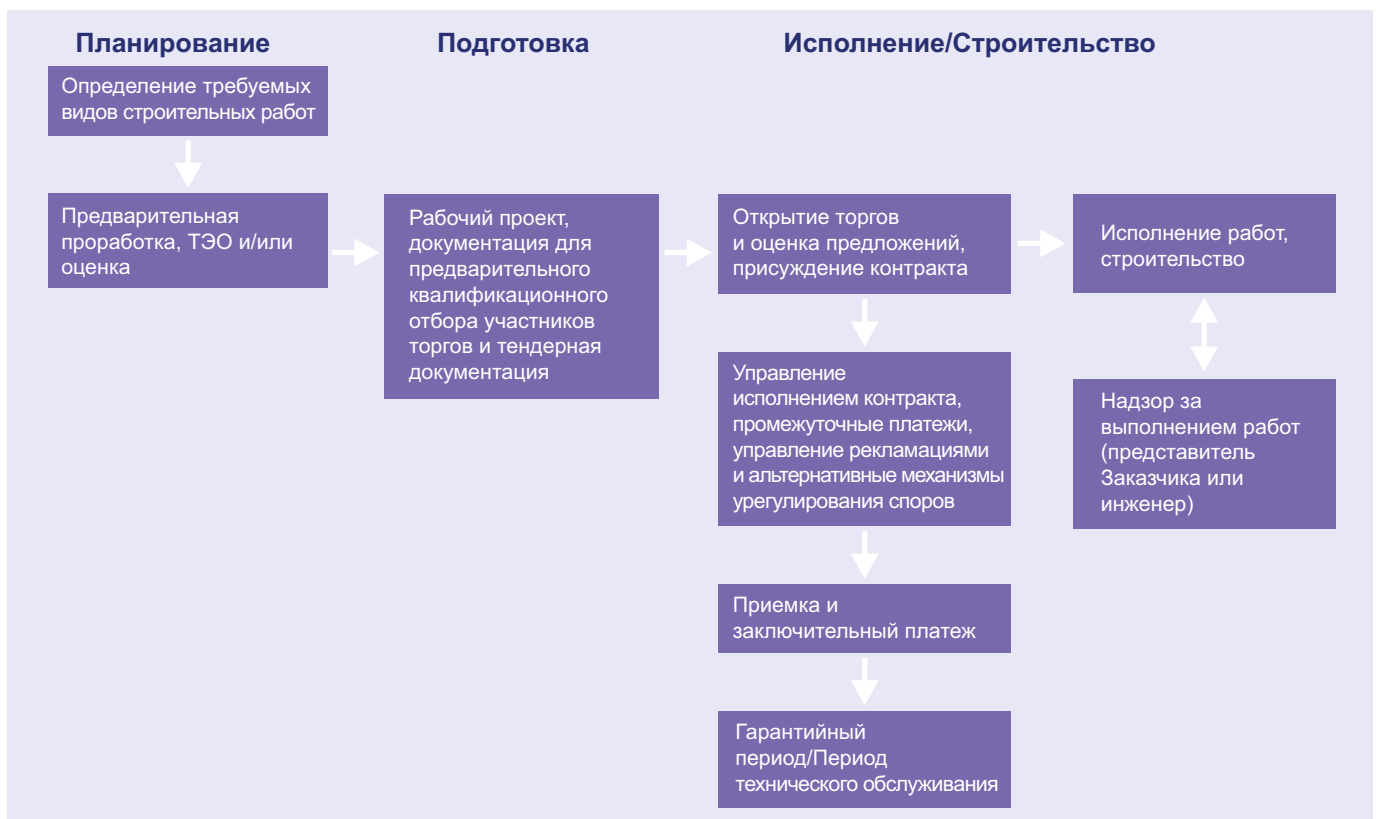 Планирование
Подготовка
Исполнение/Строительство
Определение требуемых
видов строительных работ
Предварительная
проработка, ТЭО и/или
оценка
Рабочий проект,
документация для
предварительного
квалификационного
отбора участников
торгов и тендерная
документация
Открытие торгов
и оценка предложений,
присуждение контракта
Исполнение работ,
строительство
Управление
исполнением контракта,
промежуточные платежи,
управление рекламациями
и альтернативные механизмы
урегулирования споров
Надзор за
выполнением работ
(представитель
Заказчика или
инженер)
Приемка и
заключительный платеж
Гарантийный
период/Период
технического обслуживания